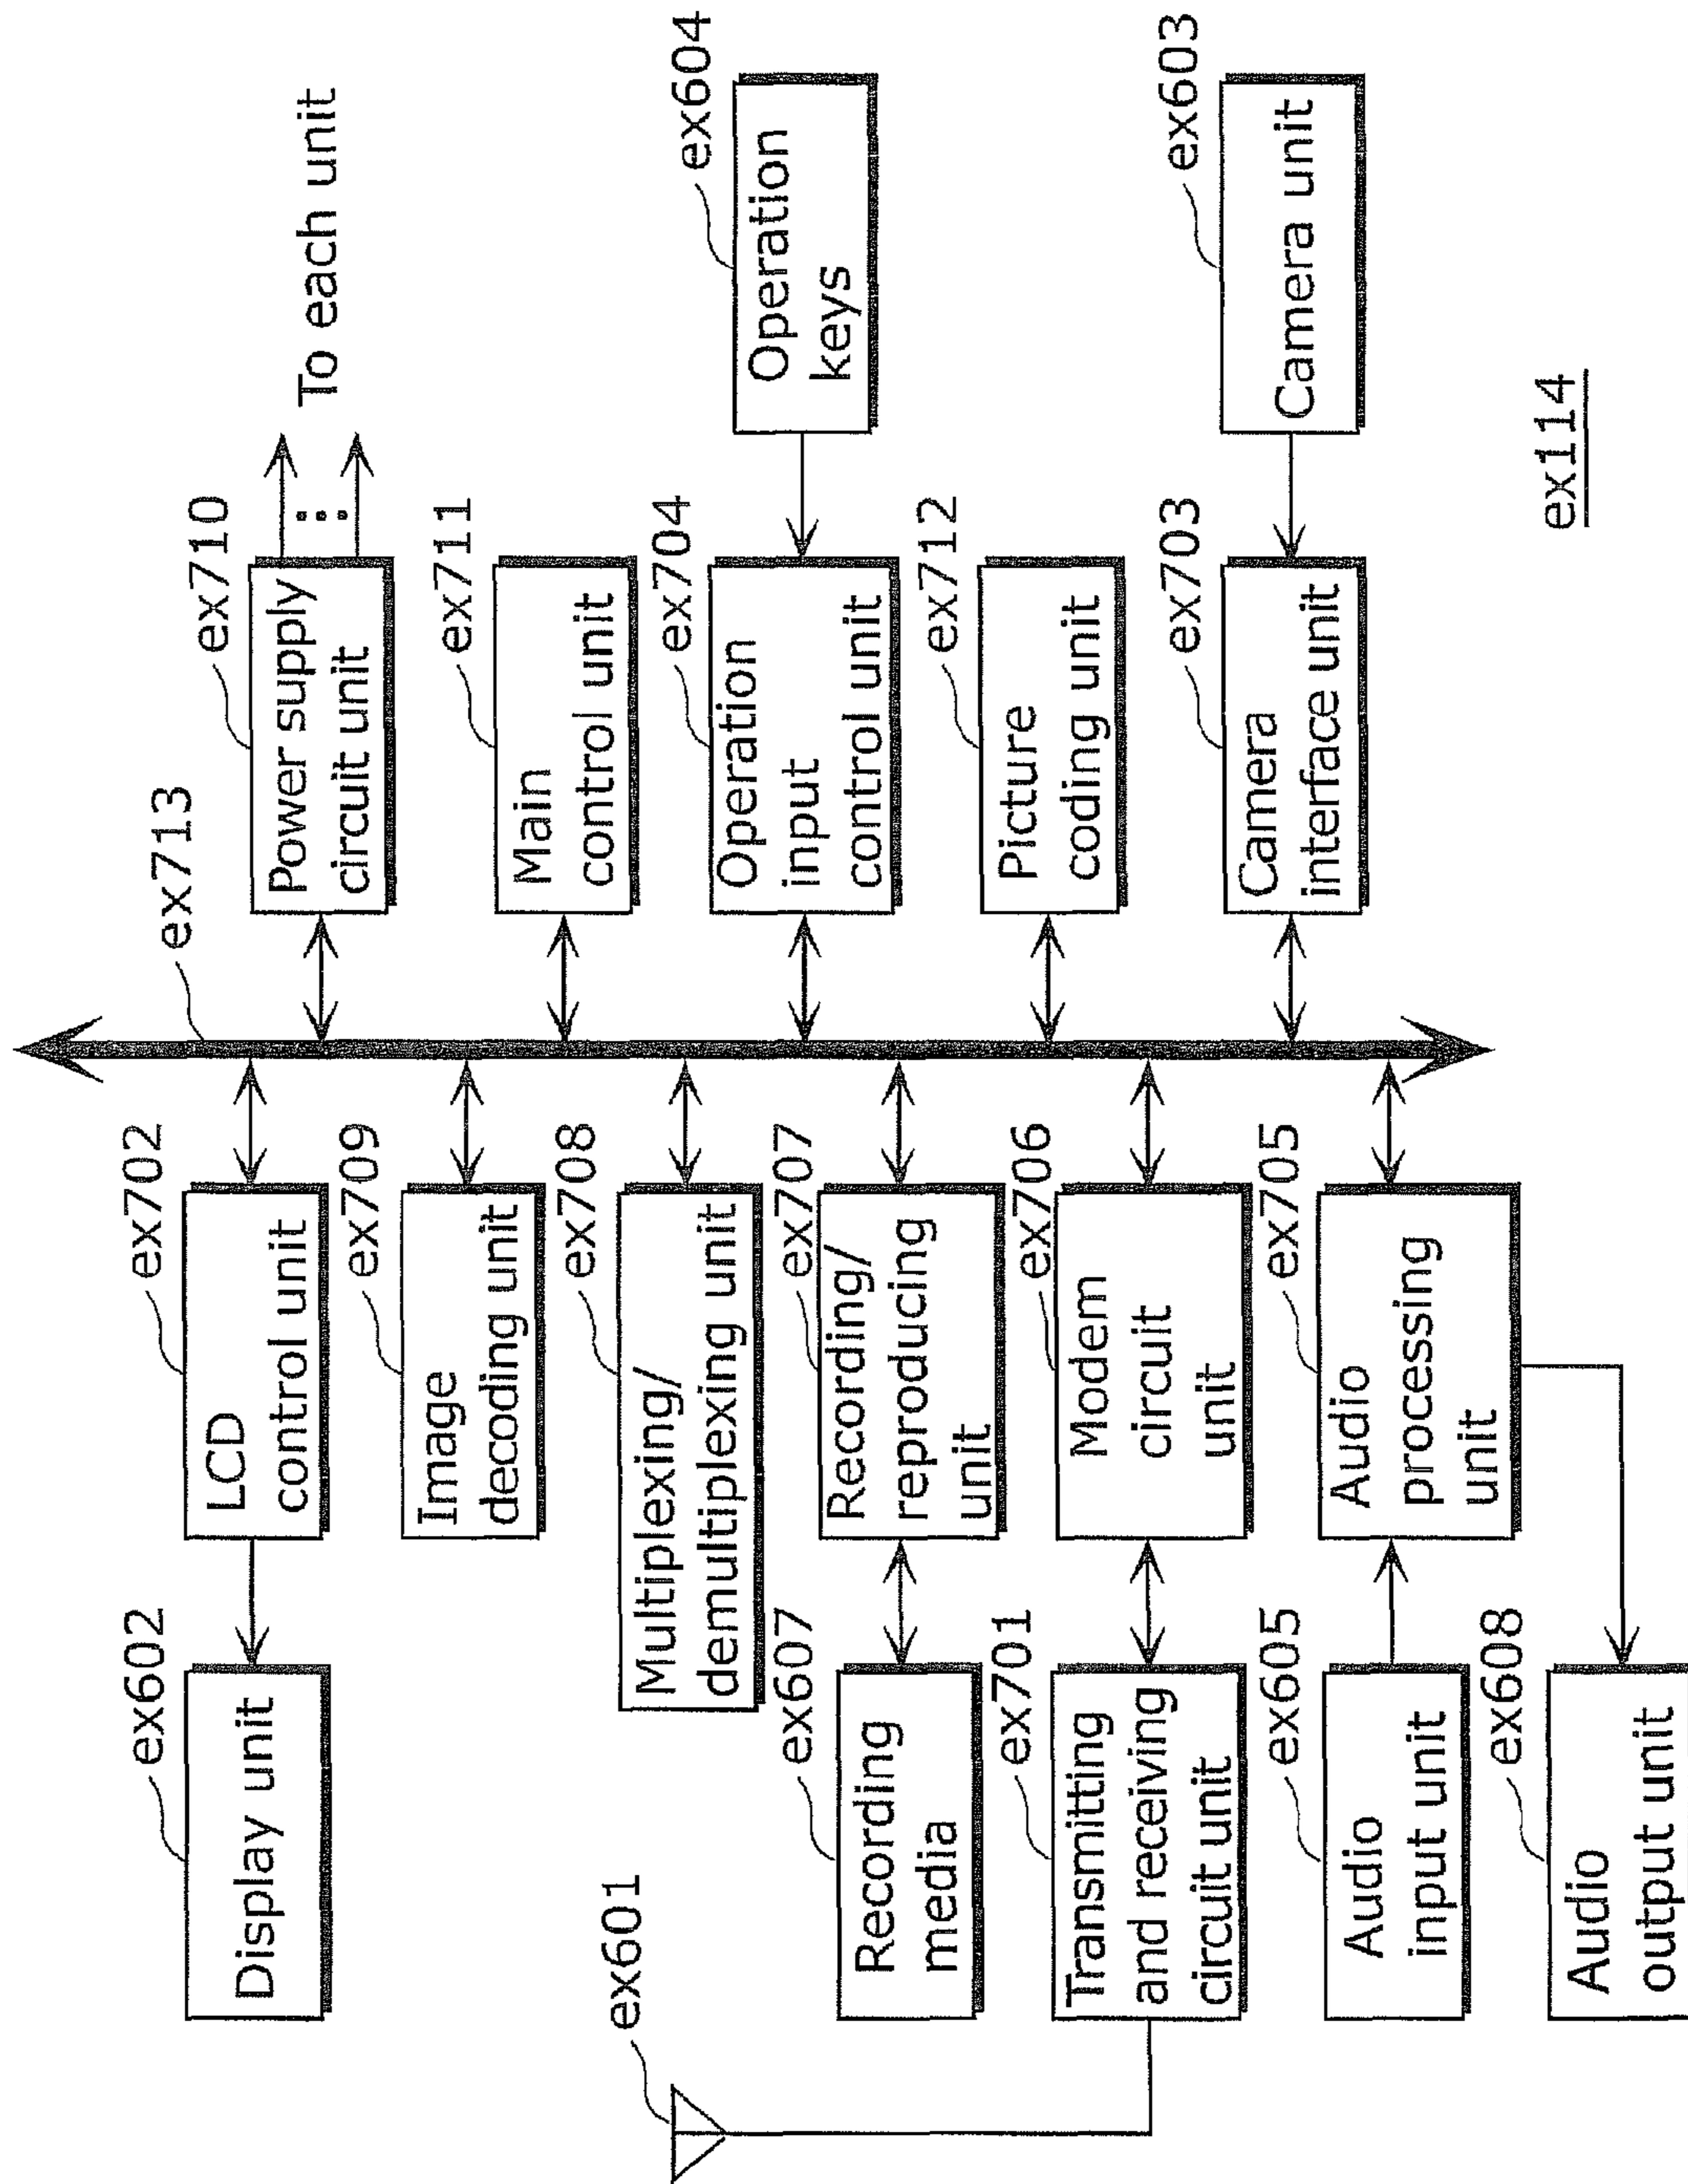 ex601
ex602
Display unit
ex607
Recording
media
ex701
Transmitting
and receiving
circuit unit
ex605
Audio
input unit
ex608
Audio
output unit
ex702
LCD
control unit
ex709
Image
decoding unit
ex708
Multiplexing/
demultiplexing unit
ex707
Recording/
reproducing
unit
ex706
Modem
circuit
unit
ex705
Audio
processing
unit
ex713
ex710
Power supply
circuit unit
To each unit
ex711
Main
control unit
ex704
Operation
input
control unit
ex604
Operation
keys
ex712
Picture
coding unit
ex703
Camera
interface unit
ex603
Camera unit
ex114